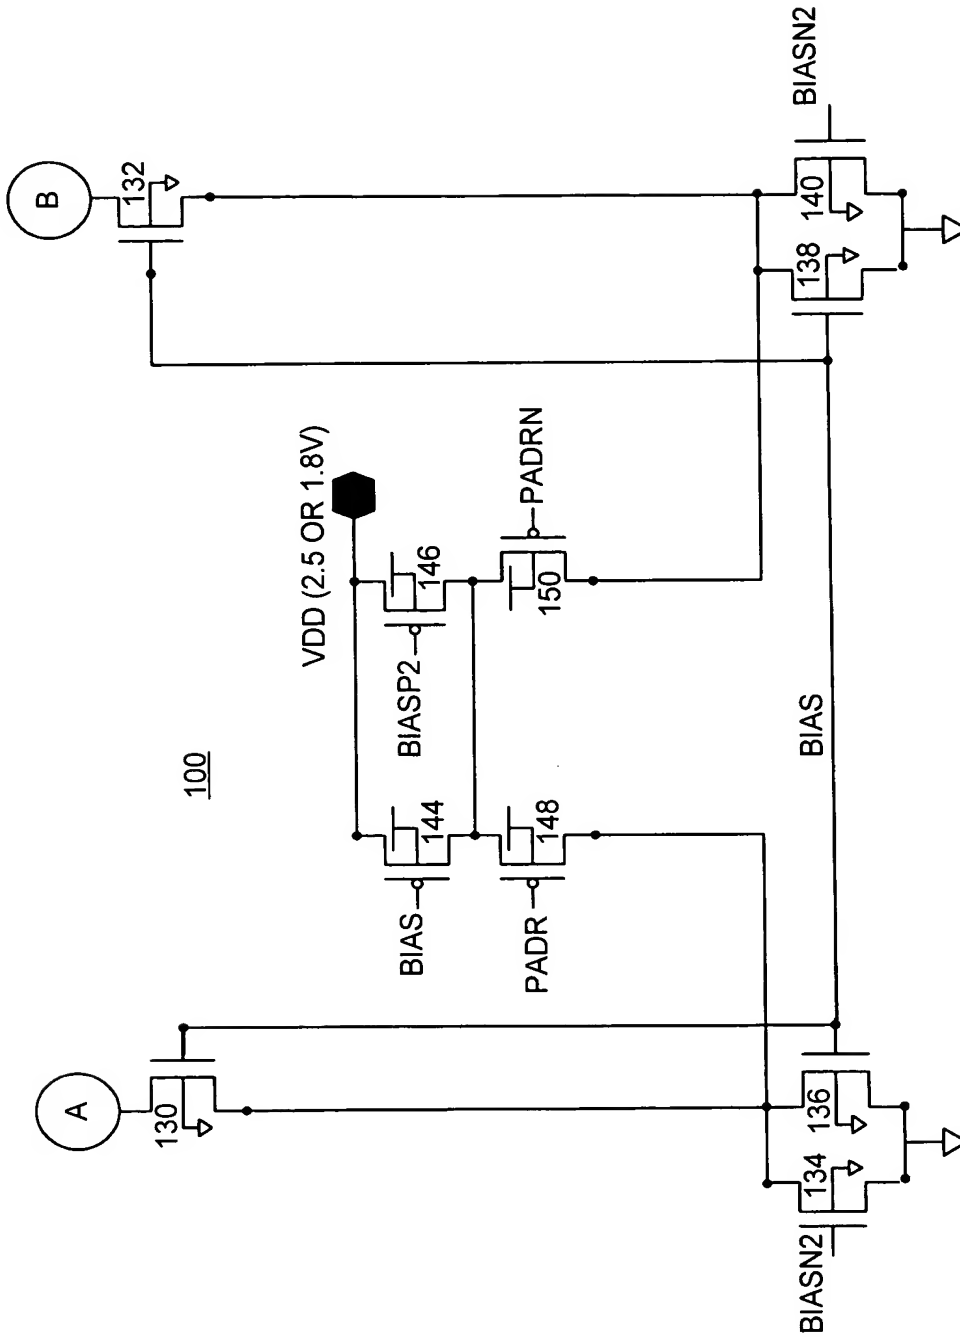 100
A
B
130
132
VDD (2.5 OR 1.8V)
BIAS
144
BIASP2
146
PADR
148
150
PADRN
BIAS
BIASN2
134
136
138
140
BIASN2